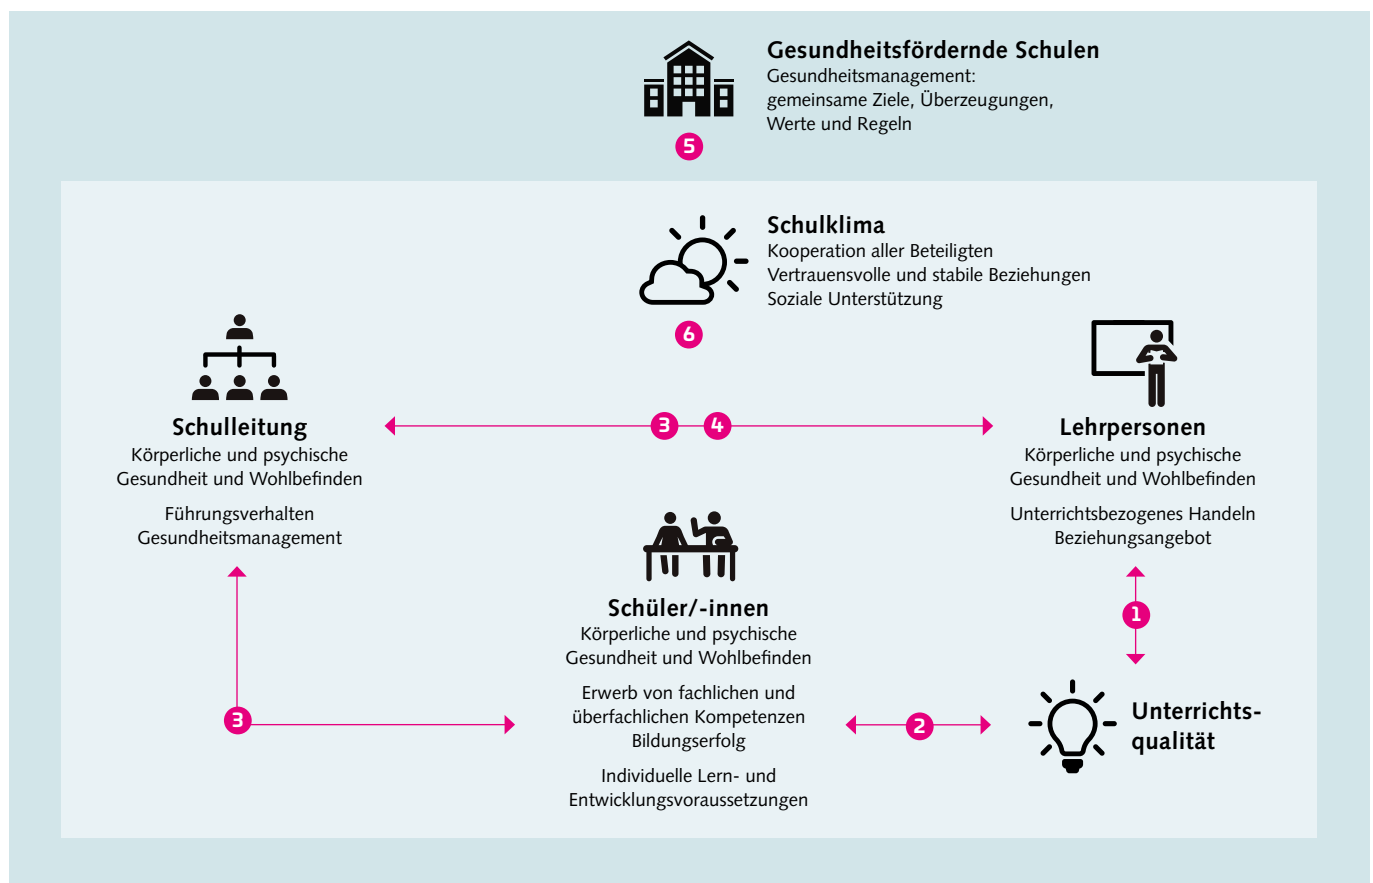 Gesundheitsfördernde Schulen
Gesundheitsmanagement:
gemeinsame Ziele, Überzeugungen,
Werte und Regeln
5
Schulklima
Kooperation aller Beteiligten
Vertrauensvolle und stabile Beziehungen
Soziale Unterstützung
6
Schulleitung
Körperliche und psychische
Gesundheit und Wohlbefinden
Führungsverhalten
Gesundheitsmanagement
3
4
Lehrpersonen
Körperliche und psychische
Gesundheit und Wohlbefinden
Unterrichtsbezogenes Handeln
Beziehungsangebot
1
Schüler/-innen
Körperliche und psychische
Gesundheit und Wohlbefinden
Erwerb von fachlichen und
überfachlichen Kompetenzen
Bildungserfolg
Individuelle Lern- und
Entwicklungsvoraussetzungen
3
2
Unterrichts-
qualität